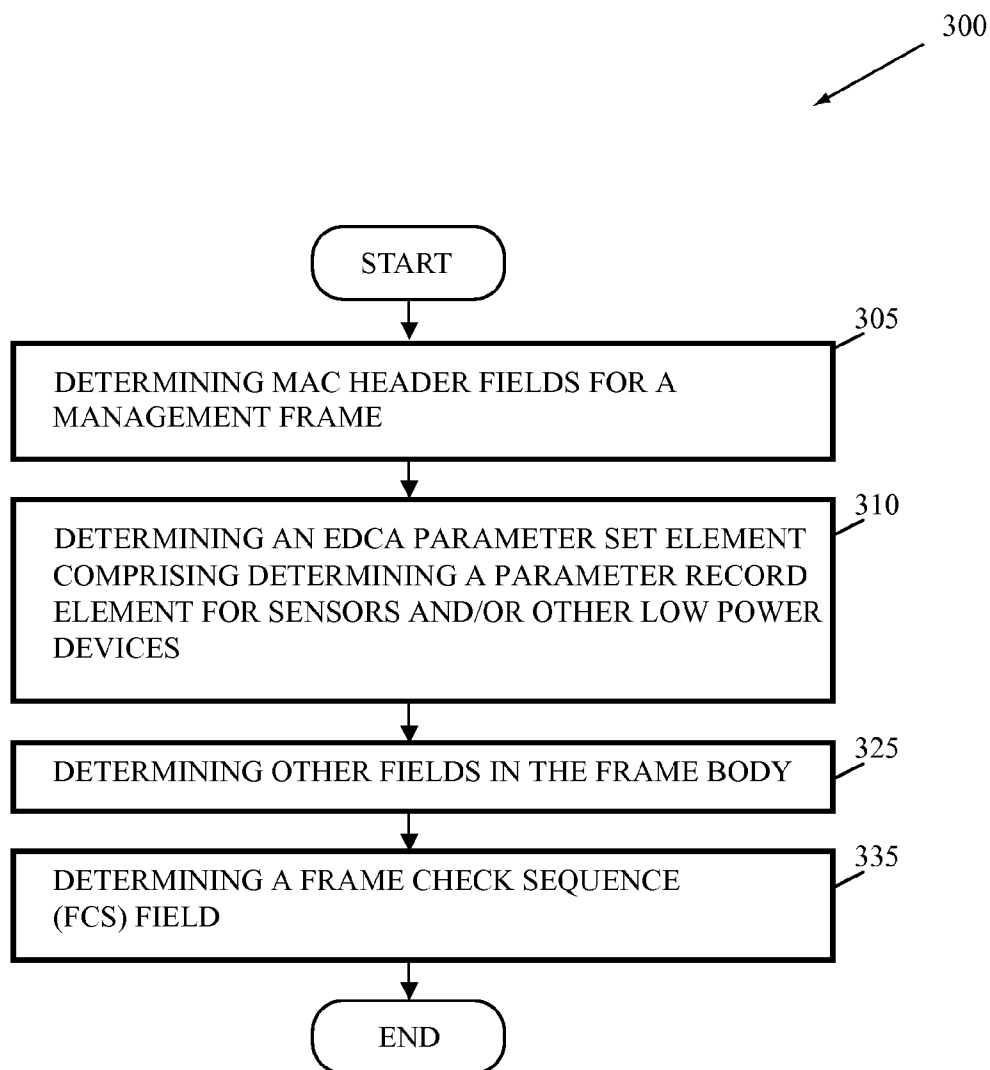 300
START
305
DETERMINING MAC HEADER FIELDS FOR A
MANAGEMENT FRAME
310
DETERMINING AN EDCA PARAMETER SET ELEMENT
COMPRISING DETERMINING A PARAMETER RECORD
ELEMENT FOR SENSORS AND/OR OTHER LOW POWER
DEVICES
325
DETERMINING OTHER FIELDS IN THE FRAME BODY
335
DETERMINING A FRAME CHECK SEQUENCE
(FCS) FIELD
END